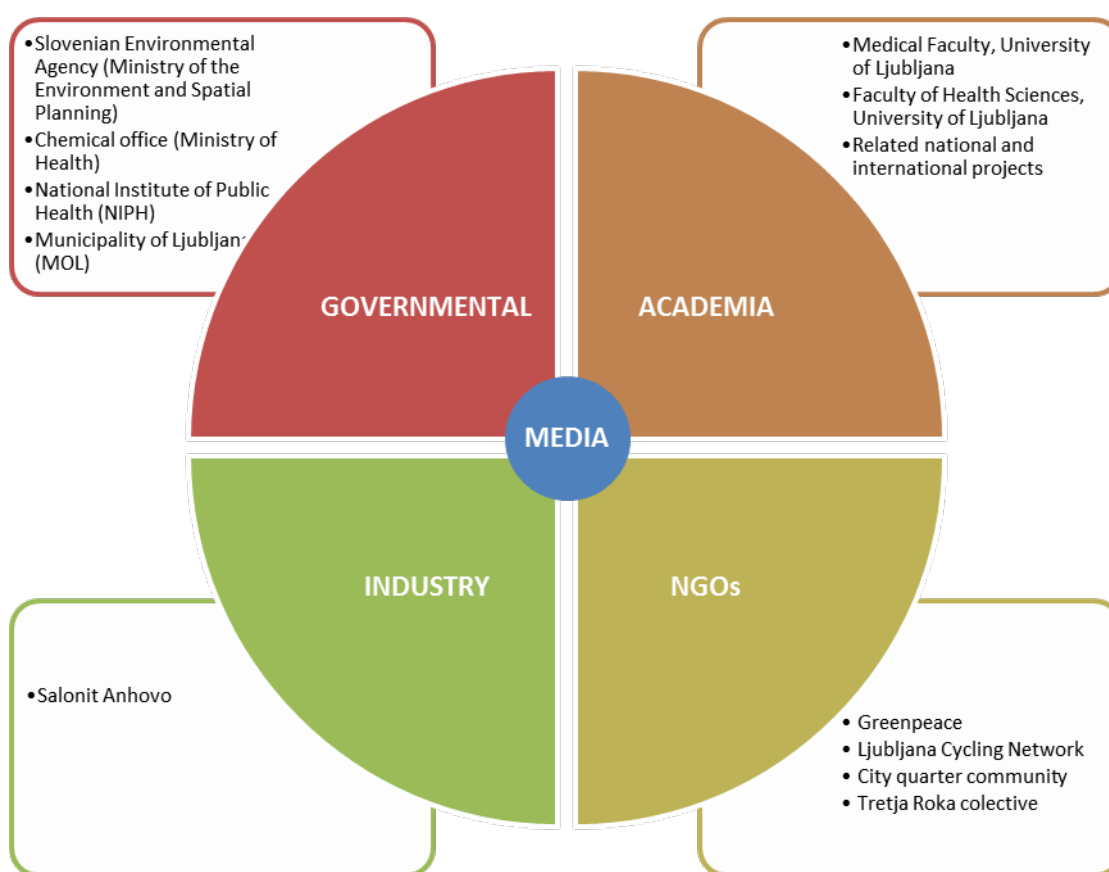 •Slovenian Environmental
Agency (Ministry of the
Environment and Spatial
Planning)
•Chemical office (Ministry of
Health)
•National Institute of Public
Health (NIPH)
•Municipality of
(MOL)
•Medical Faculty, University
of Ljubljana
•Faculty of Health Sciences,
University of Ljubljana
•Related national and
international projects
GOVERNMENTAL
ACADEMIA
MEDIA
INDUSTRY
NGOs
•Salonit Anhovo
• Greenpeace
• Ljubljana Cycling Network
• City quarter community
• Tretja Roka colective